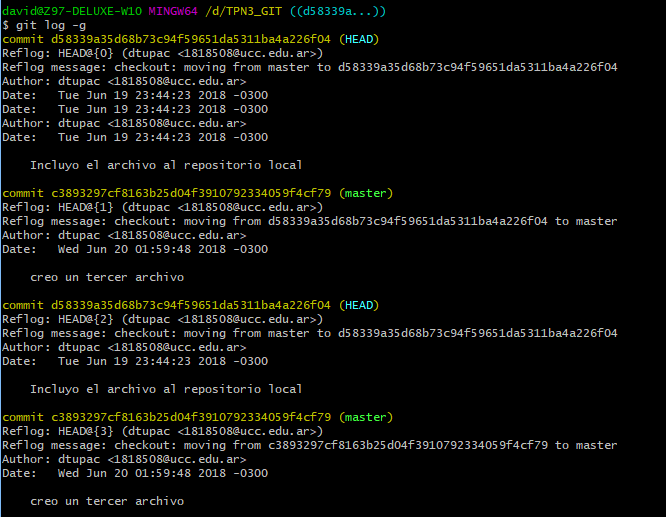 david@Z97-DELUXE-W10 MINGW64 /d/TPN3_GIT ((d58339a...))
$ git log -g
commit d58339a35d68b73c94f59651da5311ba4a226f04 (HEAD)
Reflog: HEAD@{0} (dtupac <1818508@ucc.edu.ar>)
Reflog message: checkout: moving from master to d58339a35d68b73c94f59651da5311ba4a226f04
Author: dtupac <1818508@ucc.edu.ar>
Date:   Tue Jun 19 23:44:23 2018 -0300
Date:   Tue Jun 19 23:44:23 2018 -0300
Author: dtupac <1818508@ucc.edu.ar>
Date:   Tue Jun 19 23:44:23 2018 -0300
Incluyo el archivo al repositorio local
commit c3893297cf8163b25d04f3910792334059f4cf79 (master)
Reflog: HEAD@{1} (dtupac <1818508@ucc.edu.ar>)
Reflog message: checkout: moving from d58339a35d68b73c94f59651da5311ba4a226f04 to master
Author: dtupac <1818508@ucc.edu.ar>
Date:   Wed Jun 20 01:59:48 2018 -0300
creo un tercer archivo
commit d58339a35d68b73c94f59651da5311ba4a226f04 (HEAD)
Reflog: HEAD@{2} (dtupac <1818508@ucc.edu.ar>)
Reflog message: checkout: moving from master to d58339a35d68b73c94f59651da5311ba4a226f04
Author: dtupac <1818508@ucc.edu.ar>
Date:   Tue Jun 19 23:44:23 2018 -0300
Incluyo el archivo al repositorio local
commit c3893297cf8163b25d04f3910792334059f4cf79 (master)
Reflog: HEAD@{3} (dtupac <1818508@ucc.edu.ar>)
Reflog message: checkout: moving from c3893297cf8163b25d04f3910792334059f4cf79 to master
Author: dtupac <1818508@ucc.edu.ar>
Date:   Wed Jun 20 01:59:48 2018 -0300
creo un tercer archivo